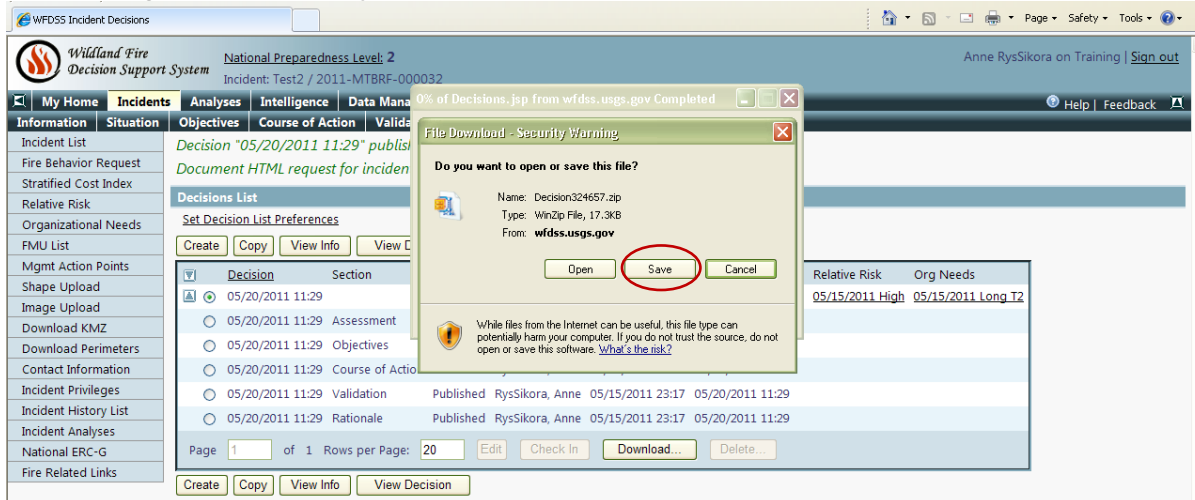 WFDSS Incident Decisions
Page Safety Tools
Wildland Fire
Decision Support System
National Preparedness Level: 2
Incident: Test2 / 2011-MTBRF-000032
Anne RysSikora on Training | Sign out
My Home Incidents Analyses Intelligence Data Mana
Help | Feedback
Information Situation Objectives Course of Action Valida
0% of Decisions.jsp from wfdss.usgs.gov Completed
Incident List
Fire Behavior Request
Stratified Cost Index
Relative Risk
Organizational Needs
FMU List
Mgmt Action Points
Shape Upload
Image Upload
Download KMZ
Download Perimeters
Contact Information
Incident Privileges
Incident History List
Incident Analyses
National ERC-G
Fire Related Links
Decision "05/20/2011 11:29" publis
Document HTML request for inciden
Decisions List
Set Decision List Preferences
Create Copy View Info View D
Decision Section Relative Risk Org Needs
05/20/2011 11:29 05/15/2011 High 05/15/2011 Long T2
05/20/2011 11:29 Assessment
05/20/2011 11:29 Objectives
05/20/2011 11:29 Course of Actio
05/20/2011 11:29 Validation Published RysSikora, Anne 05/15/2011 23:17 05/20/2011 11:29
05/20/2011 11:29 Rationale Published RysSikora, Anne 05/15/2011 23:17 05/20/2011 11:29
Page 1 of 1 Rows per Page: 20 Edit Check In Download... Delete...
Create Copy View Info View Decision
File Download - Security Warning
Do you want to open or save this file?
Name: Decision324657.zip
Type: WinZip File, 17.3KB
From: wfdss.usgs.gov
Open Save Cancel
While files from the Internet can be useful, this file type can
potentially harm your computer. If you do not trust the source, do not
open or save this software. What's the risk?